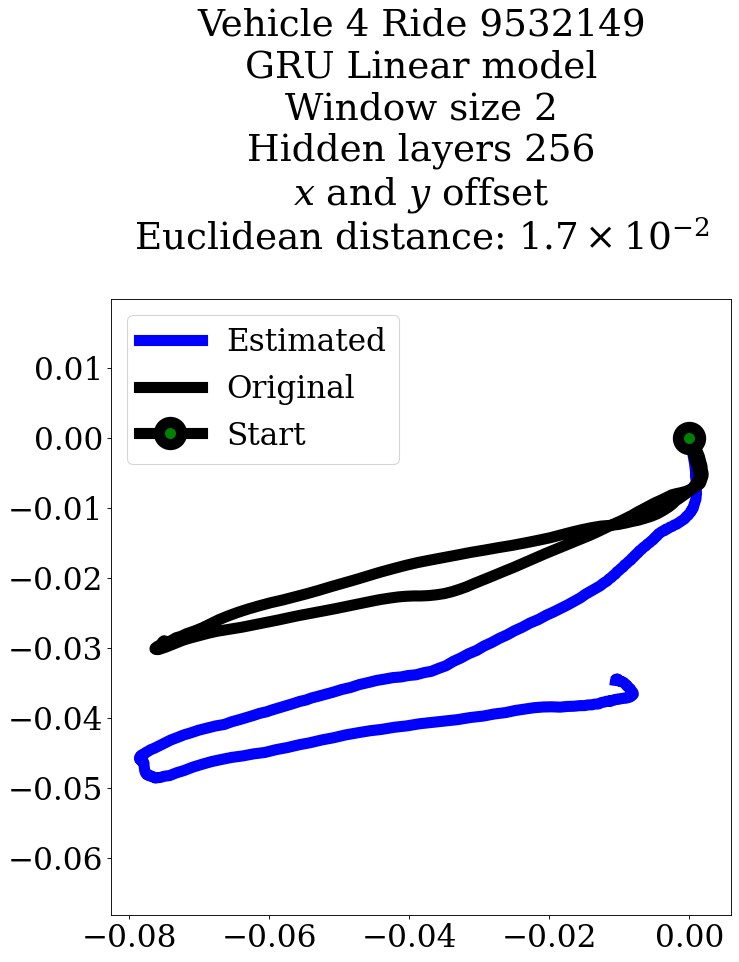 Vehicle 4 Ride 9532149
GRU Linear model
Window size 2
Hidden layers 256
x and y offset
Euclidean distance: 1.7 × 10⁻²
Estimated
Original
Start
0.01
0.00
−0.01
−0.02
−0.03
−0.04
−0.05
−0.06
−0.08 −0.06 −0.04 −0.02 0.00